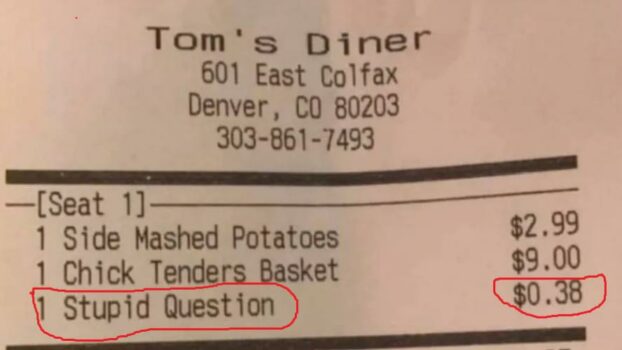 Tom's Diner
601 East Colfax
Denver, CO 80203
303-861-7493
[Seat 1]
1 Side Mashed Potatoes $2.99
1 Chick Tenders Basket $9.00
1 Stupid Question $0.38